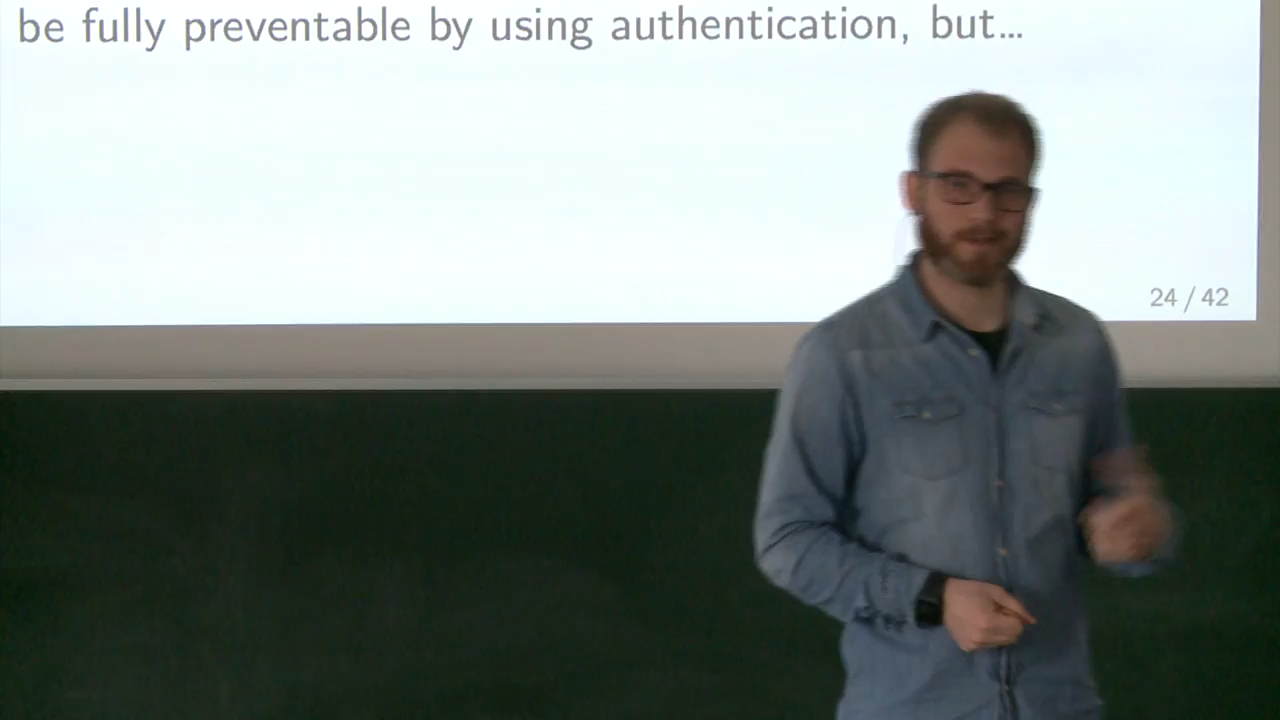 be fully preventable by using authentication, but…
24 / 42